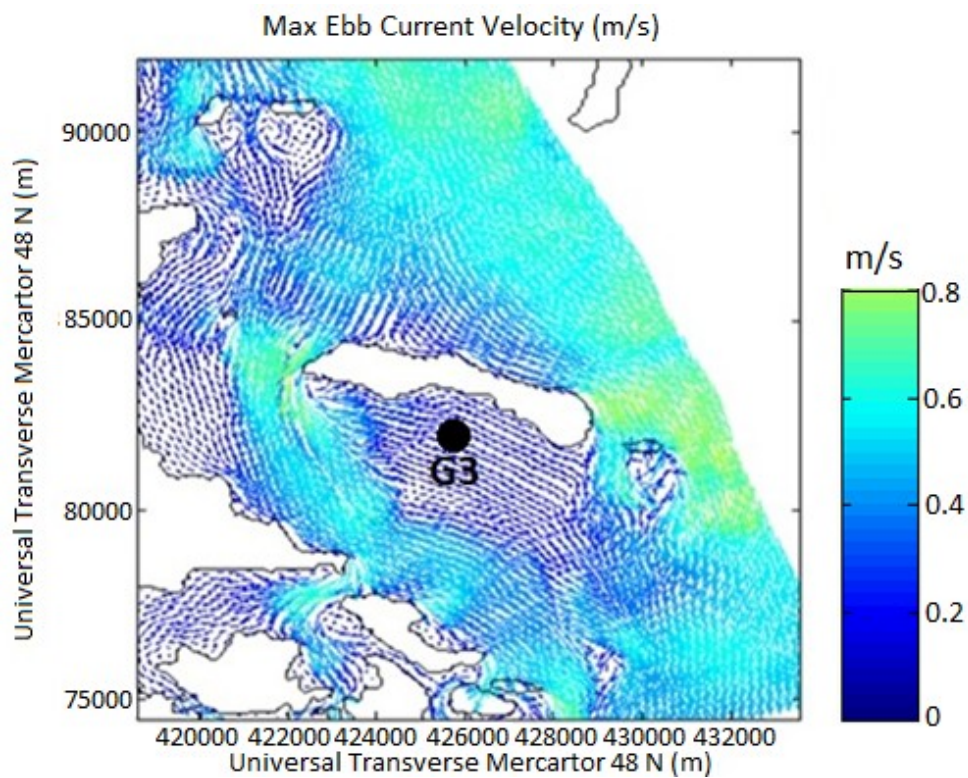 Max Ebb Current Velocity (m/s)
Universal Transverse Mercartor 48 N (m)
90000
85000
80000
75000
G3
m/s
0.8
0.6
0.4
0.2
0
420000 422000 424000 426000 428000 430000 432000
Universal Transverse Mercartor 48 N (m)